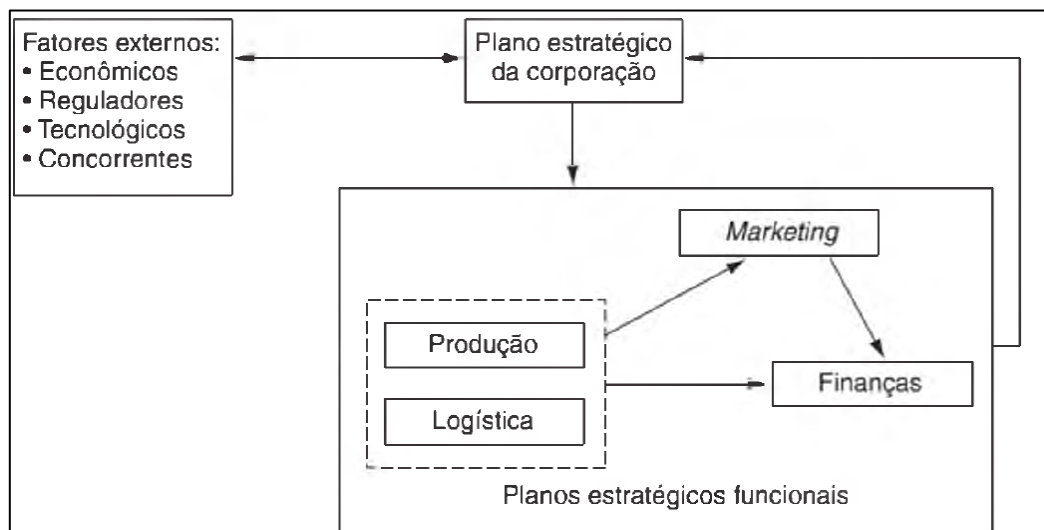 Fatores externos:
• Econômicos
• Reguladores
• Tecnológicos
• Concorrentes
Plano estratégico
da corporação
Marketing
Produção
Logística
Finanças
Planos estratégicos funcionais